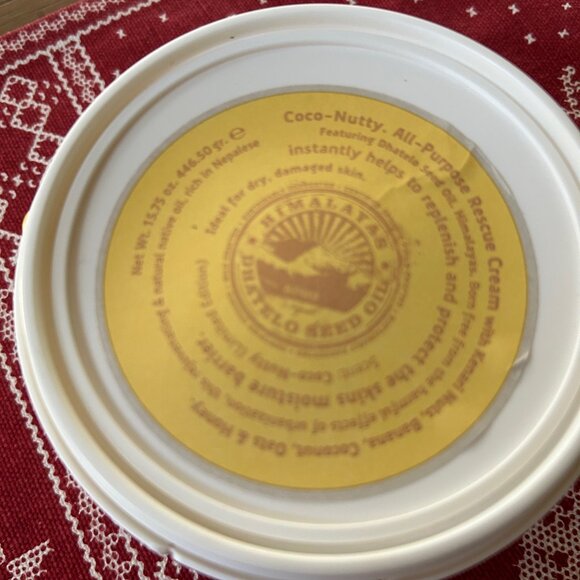 Coco-Nutty. All-Purpose Rescue Cream with Kernel Nuts, Banana, Coconut, Oats & Honey.
Featuring Dhatelo Seed Oil, Himalayas. Born free from the harmful effects of urbanization, this rejuvenating & natural native oil, rich in Nepalese
instantly helps to replenish and protect the skins moisture barrier.
Ideal for dry, damaged skin.
Scent: Coco-Nutty (Limited Edition)
Net Wt. 15.75 oz. 446.50 gr. ℮
HIMALAYAN
DHATELO SEED OIL